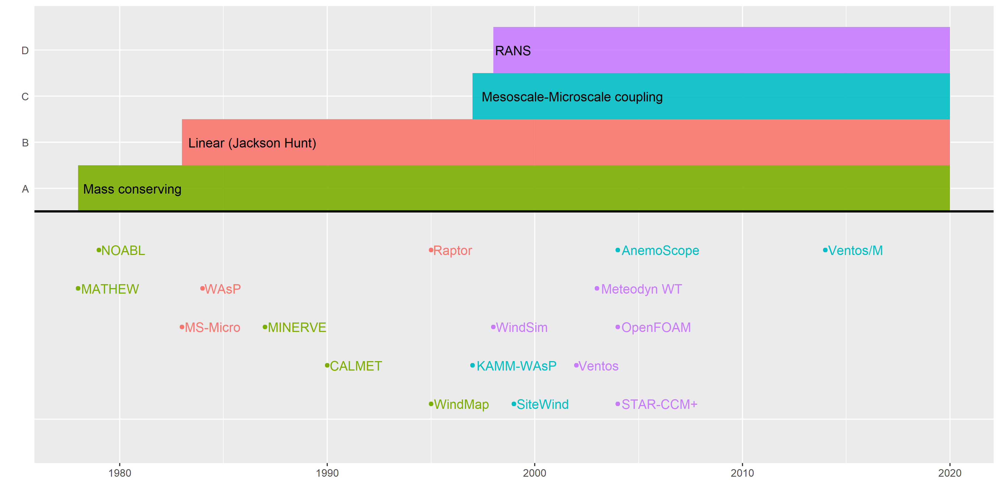 D
RANS
C
Mesoscale-Microscale coupling
B
Linear (Jackson Hunt)
A
Mass conserving
NOABL
Raptor
AnemoScope
Ventos/M
MATHEW
WAsP
Meteodyn WT
MS-Micro
MINERVE
WindSim
OpenFOAM
CALMET
KAMM-WAsP
Ventos
WindMap
SiteWind
STAR-CCM+
1980
1990
2000
2010
2020